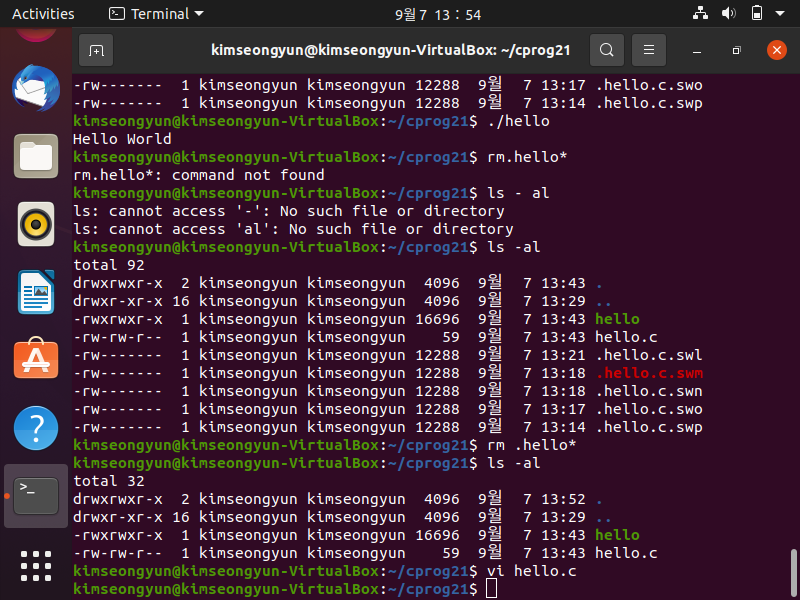 Activities Terminal 9월 7 13 : 54
kimseongyun@kimseongyun-VirtualBox: ~/cprog21
-rw------- 1 kimseongyun kimseongyun 12288 9월 7 13:17 .hello.c.swo
-rw------- 1 kimseongyun kimseongyun 12288 9월 7 13:14 .hello.c.swp
kimseongyun@kimseongyun-VirtualBox:~/cprog21$ ./hello
Hello World
kimseongyun@kimseongyun-VirtualBox:~/cprog21$ rm.hello*
rm.hello*: command not found
kimseongyun@kimseongyun-VirtualBox:~/cprog21$ ls - al
ls: cannot access '-': No such file or directory
ls: cannot access 'al': No such file or directory
kimseongyun@kimseongyun-VirtualBox:~/cprog21$ ls -al
total 92
drwxrwxr-x 2 kimseongyun kimseongyun 4096 9월 7 13:43 .
drwxr-xr-x 16 kimseongyun kimseongyun 4096 9월 7 13:29 ..
-rwxrwxr-x 1 kimseongyun kimseongyun 16696 9월 7 13:43 hello
-rw-rw-r-- 1 kimseongyun kimseongyun 59 9월 7 13:43 hello.c
-rw------- 1 kimseongyun kimseongyun 12288 9월 7 13:21 .hello.c.swl
-rw------- 1 kimseongyun kimseongyun 12288 9월 7 13:18 .hello.c.swm
-rw------- 1 kimseongyun kimseongyun 12288 9월 7 13:18 .hello.c.swn
-rw------- 1 kimseongyun kimseongyun 12288 9월 7 13:17 .hello.c.swo
-rw------- 1 kimseongyun kimseongyun 12288 9월 7 13:14 .hello.c.swp
kimseongyun@kimseongyun-VirtualBox:~/cprog21$ rm .hello*
kimseongyun@kimseongyun-VirtualBox:~/cprog21$ ls -al
total 32
drwxrwxr-x 2 kimseongyun kimseongyun 4096 9월 7 13:52 .
drwxr-xr-x 16 kimseongyun kimseongyun 4096 9월 7 13:29 ..
-rwxrwxr-x 1 kimseongyun kimseongyun 16696 9월 7 13:43 hello
-rw-rw-r-- 1 kimseongyun kimseongyun 59 9월 7 13:43 hello.c
kimseongyun@kimseongyun-VirtualBox:~/cprog21$ vi hello.c
kimseongyun@kimseongyun-VirtualBox:~/cprog21$